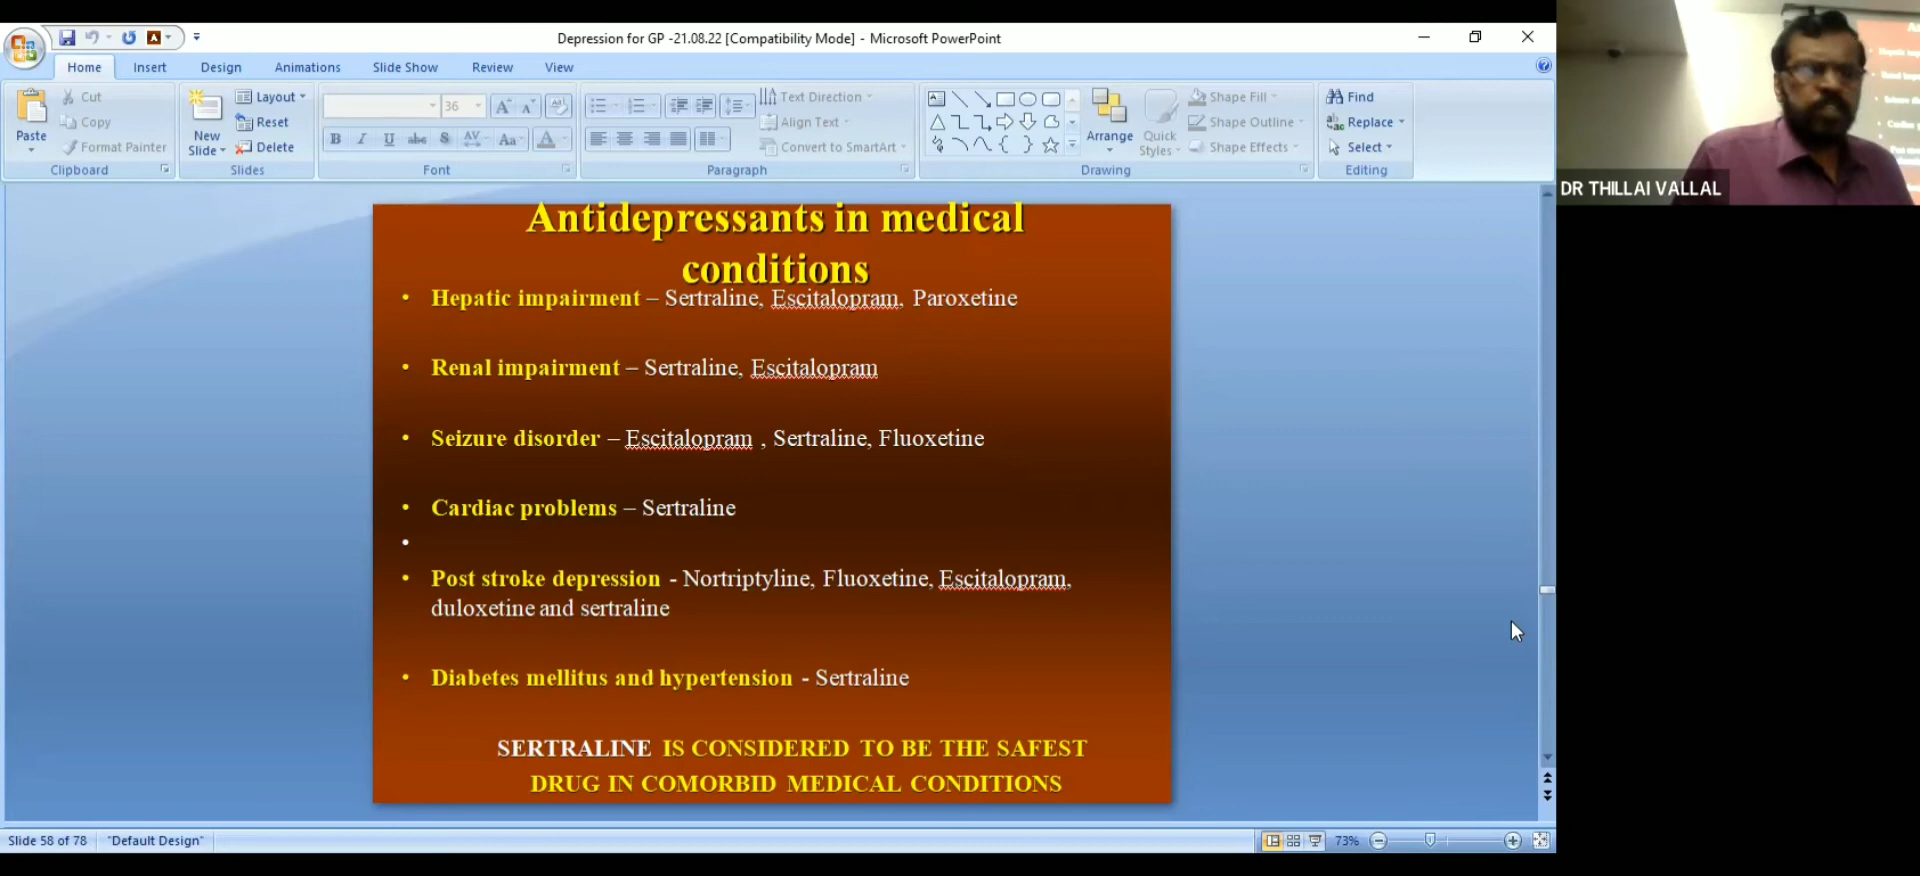 Depression for GP -21.08.22 [Compatibility Mode] - Microsoft PowerPoint
Home Insert Design Animations Slide Show Review View
Paste
Cut
Copy
Format Painter
Clipboard
New Slide
Layout
Reset
Delete
Slides
36
Font
Text Direction
Align Text
Convert to SmartArt
Paragraph
Arrange
Quick Styles
Shape Fill
Shape Outline
Shape Effects
Drawing
Find
Replace
Select
Editing
DR THILLAI VALLAL
Antidepressants in medical
conditions
• Hepatic impairment – Sertraline, Escitalopram, Paroxetine
• Renal impairment – Sertraline, Escitalopram
• Seizure disorder – Escitalopram , Sertraline, Fluoxetine
• Cardiac problems – Sertraline
•
• Post stroke depression - Nortriptyline, Fluoxetine, Escitalopram,
duloxetine and sertraline
• Diabetes mellitus and hypertension - Sertraline
SERTRALINE IS CONSIDERED TO BE THE SAFEST
DRUG IN COMORBID MEDICAL CONDITIONS
Slide 58 of 78 "Default Design" 73%